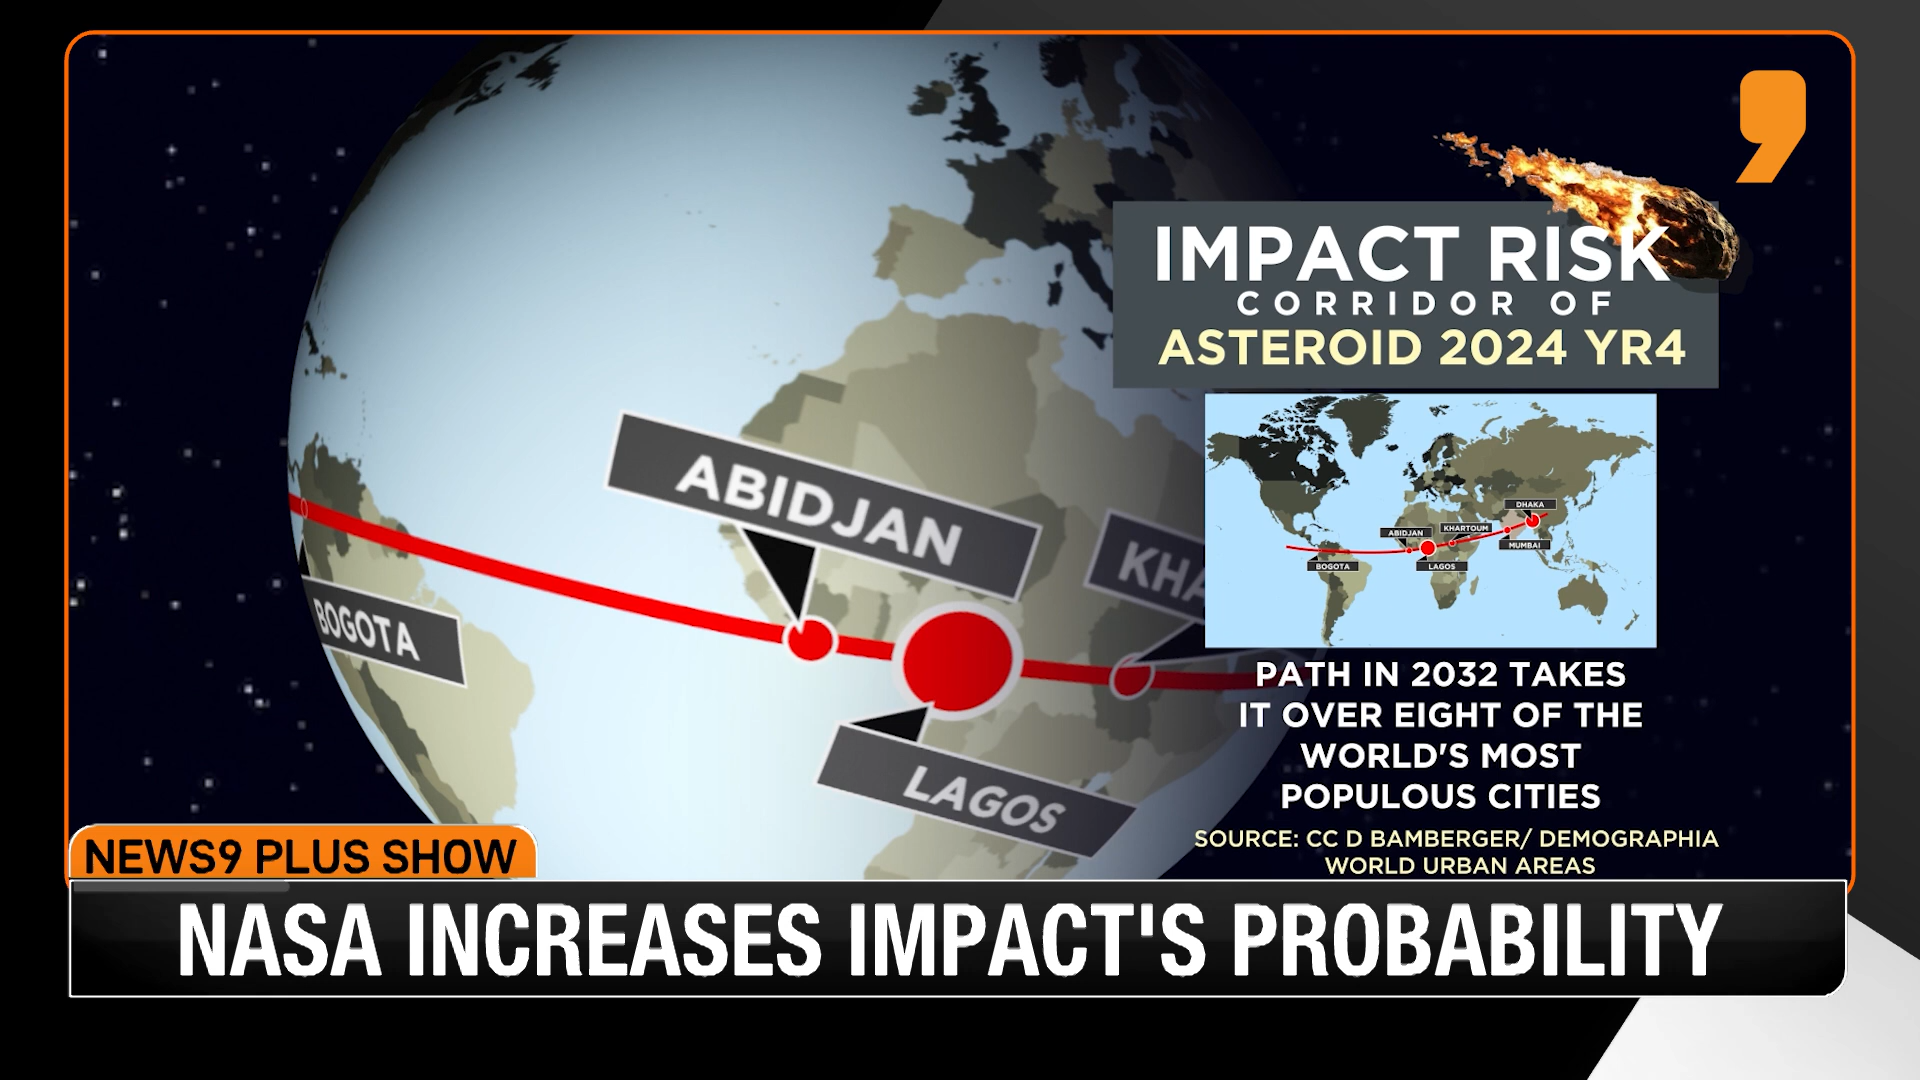 IMPACT RISK
CORRIDOR OF
ASTEROID 2024 YR4
ABIDJAN
KHA
BOGOTA
LAGOS
DHAKA
ABIDJAN
KHARTOUM
MUMBAI
BOGOTA
LAGOS
PATH IN 2032 TAKES
IT OVER EIGHT OF THE
WORLD'S MOST
POPULOUS CITIES
SOURCE: CC D BAMBERGER/ DEMOGRAPHIA
WORLD URBAN AREAS
NEWS9 PLUS SHOW
NASA INCREASES IMPACT'S PROBABILITY